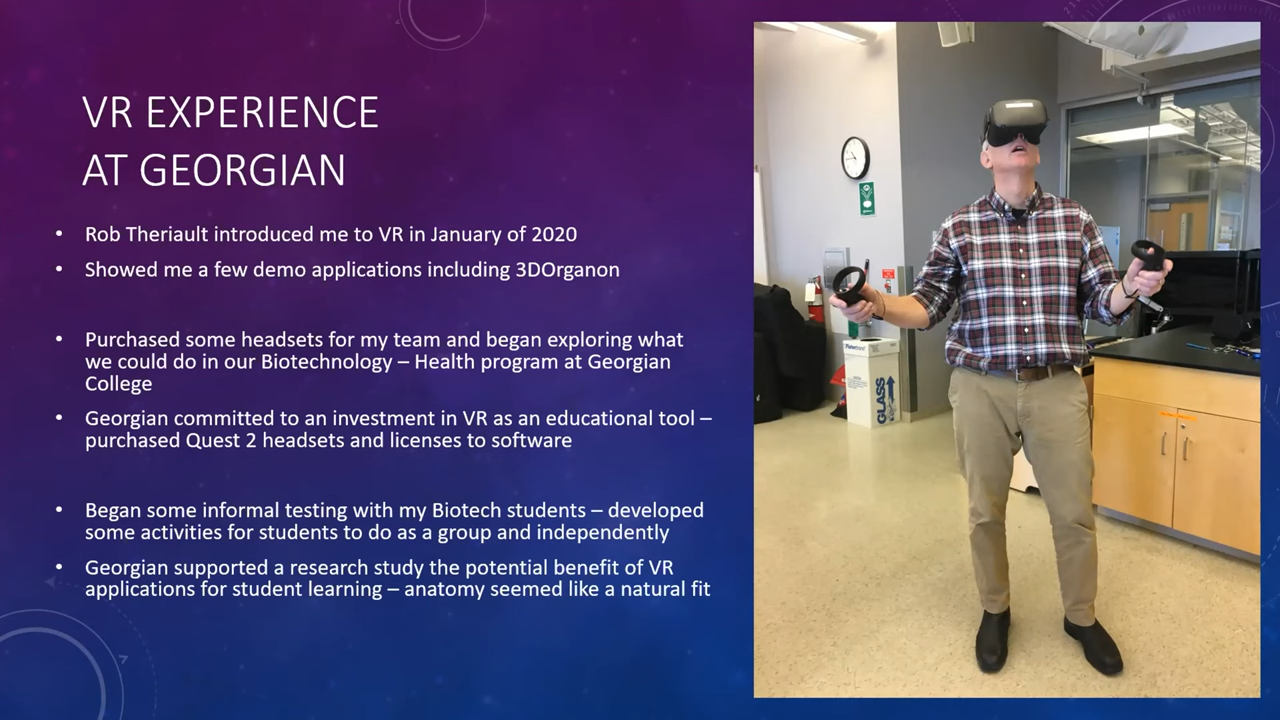 VR EXPERIENCE
AT GEORGIAN
• Rob Theriault introduced me to VR in January of 2020
• Showed me a few demo applications including 3DOrganon
• Purchased some headsets for my team and began exploring what
we could do in our Biotechnology – Health program at Georgian
College
• Georgian committed to an investment in VR as an educational tool –
purchased Quest 2 headsets and licenses to software
• Began some informal testing with my Biotech students – developed
some activities for students to do as a group and independently
• Georgian supported a research study the potential benefit of VR
applications for student learning – anatomy seemed like a natural fit
GLASS